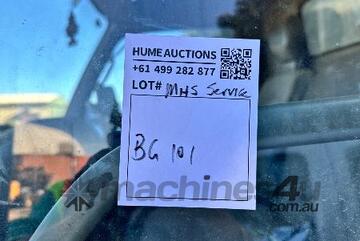 HUME AUCTIONS
+61 499 282 877
LOT# MHS Service
BG 101
machines4u
.com.au